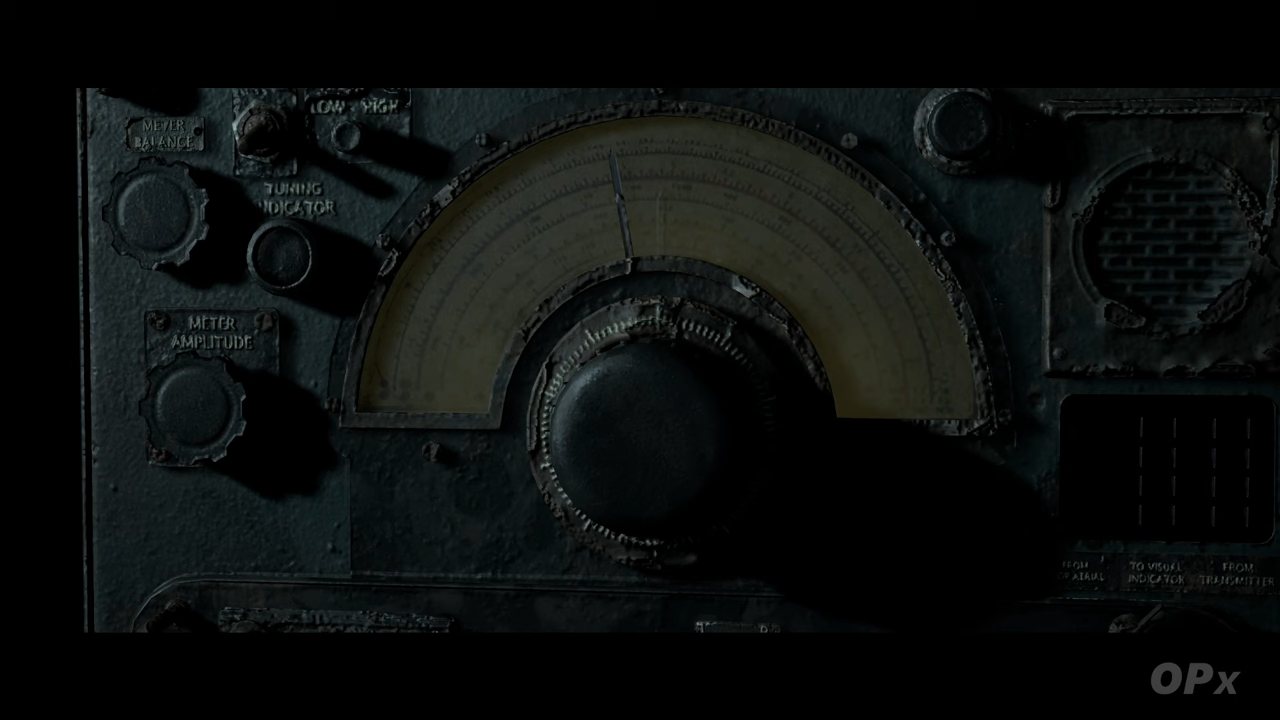 LOW - HIGH
METER
BALANCE
TUNING
INDICATOR
METER
AMPLITUDE
FROM
AERIAL
TO VISUAL
INDICATOR
FROM
TRANSMITTER
OPx